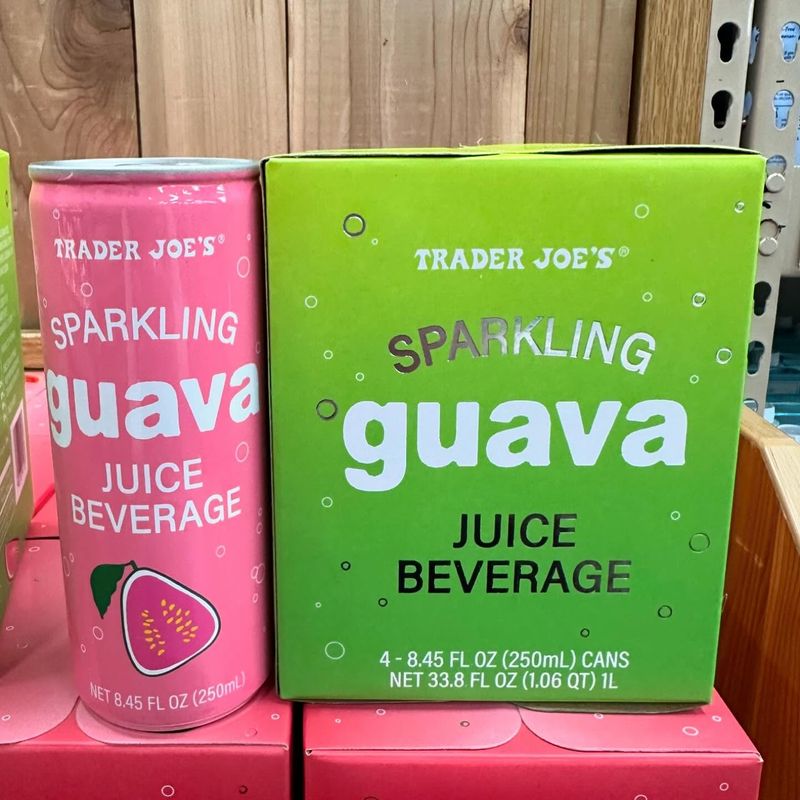 TRADER JOE'S®
SPARKLING
guava
JUICE
BEVERAGE
NET 8.45 FL OZ (250mL)
TRADER JOE'S®
SPARKLING
guava
JUICE
BEVERAGE
4 - 8.45 FL OZ (250mL) CANS
NET 33.8 FL OZ (1.06 QT) 1L